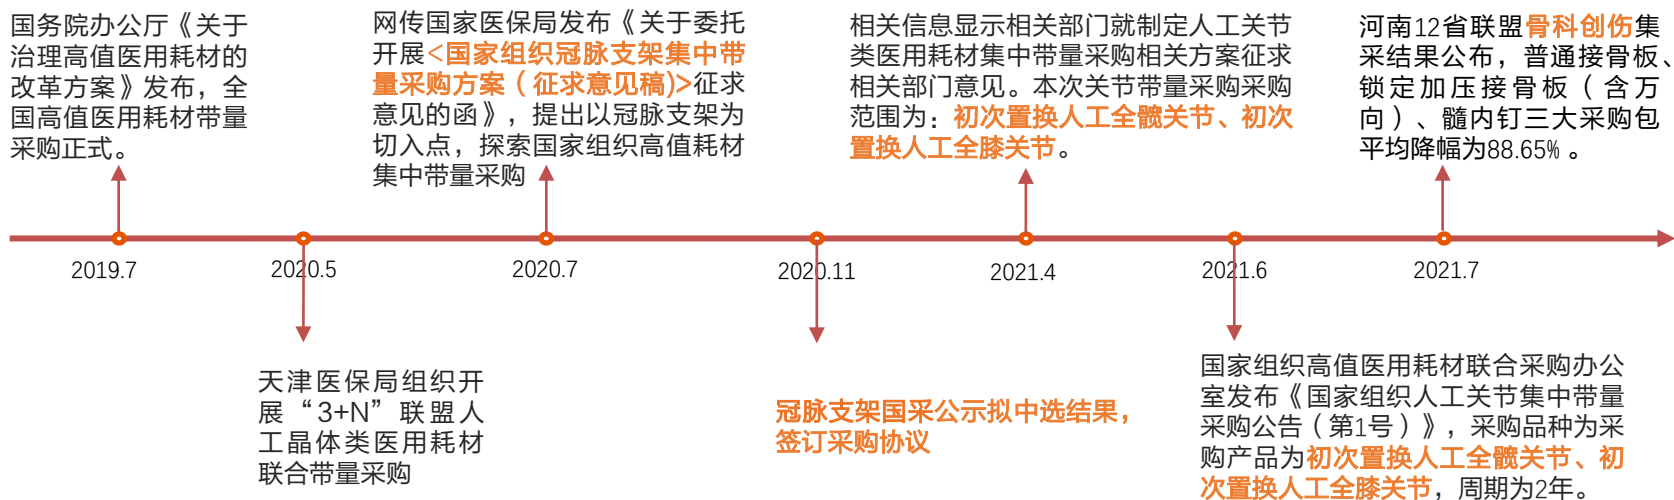 国务院办公厅《关于
治理高值医用耗材的
改革方案》发布，全
国高值医用耗材带量
采购正式。
网传国家医保局发布《关于委托
开展<国家组织冠脉支架集中带
量采购方案（征求意见稿)>征求
意见的函》，提出以冠脉支架为
切入点，探索国家组织高值耗材
集中带量采购
相关信息显示相关部门就制定人工关节
类医用耗材集中带量采购相关方案征求
相关部门意见。本次关节带量采购采购
范围为：初次置换人工全髋关节、初次
置换人工全膝关节。
河南12省联盟骨科创伤集
采结果公布，普通接骨板、
锁定加压接骨板（含万
向）、髓内钉三大采购包
平均降幅为88.65% 。
2019.7
2020.5
2020.7
2020.11
2021.4
2021.6
2021.7
天津医保局组织开
展“3+N”联盟人
工晶体类医用耗材
联合带量采购
冠脉支架国采公示拟中选结果，
签订采购协议
国家组织高值医用耗材联合采购办公
室发布《国家组织人工关节集中带量
采购公告（第1号）》，采购品种为采
购产品为初次置换人工全髋关节、初
次置换人工全膝关节，周期为2年。